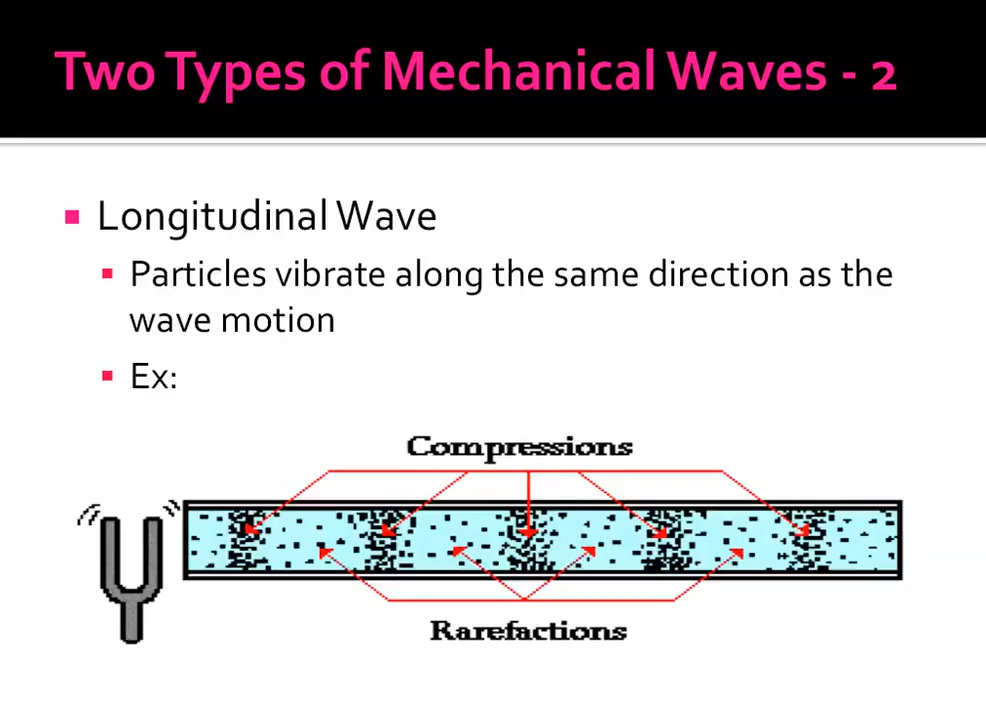 Two Types of Mechanical Waves - 2
Longitudinal Wave
Particles vibrate along the same direction as the
wave motion
Ex:
Compressions
Rarefactions